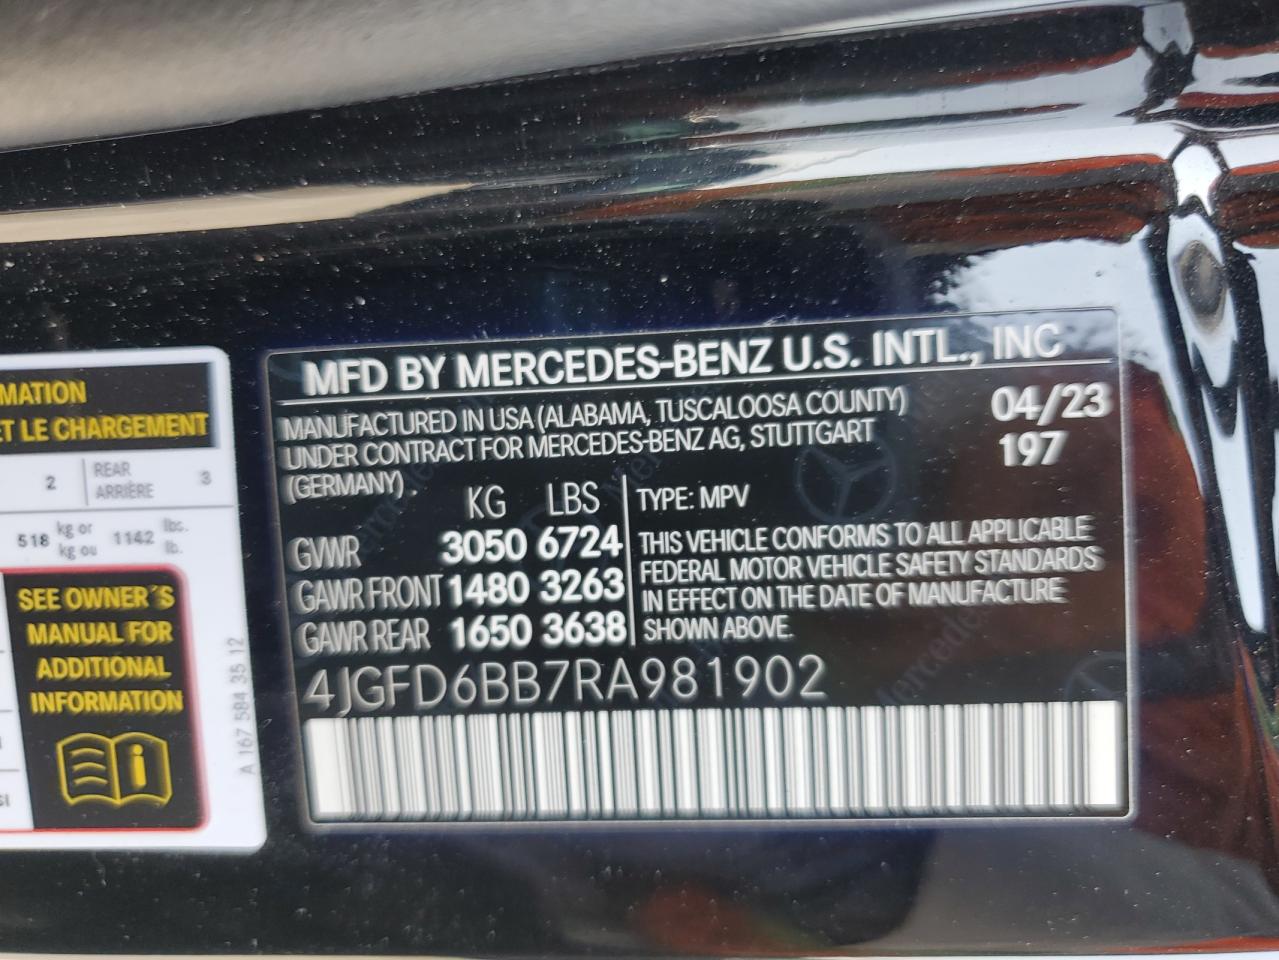 MATION
ET LE CHARGEMENT
2 REAR ARRIÈRE 3
518 kg or kg ou 1142 lbs. lb.
SEE OWNER'S
MANUAL FOR
ADDITIONAL
INFORMATION
A 167 584 35 12
MFD BY MERCEDES-BENZ U.S. INTL., INC
MANUFACTURED IN USA (ALABAMA, TUSCALOOSA COUNTY) 04/23
UNDER CONTRACT FOR MERCEDES-BENZ AG, STUTTGART 197
(GERMANY) .
KG LBS
GVWR 3050 6724
GAWR FRONT 1480 3263
GAWR REAR 1650 3638
TYPE: MPV
THIS VEHICLE CONFORMS TO ALL APPLICABLE
FEDERAL MOTOR VEHICLE SAFETY STANDARDS
IN EFFECT ON THE DATE OF MANUFACTURE
SHOWN ABOVE.
4JGFD6BB7RA981902